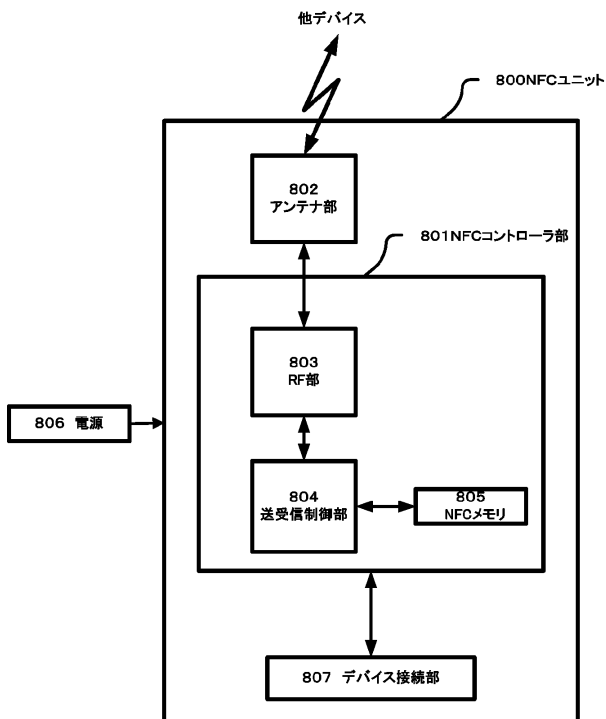 他デバイス
800NFCユニット
802
アンテナ部
801NFCコントローラ部
803
RF部
806 電源
804
送受信制御部
805
NFCメモリ
807 デバイス接続部